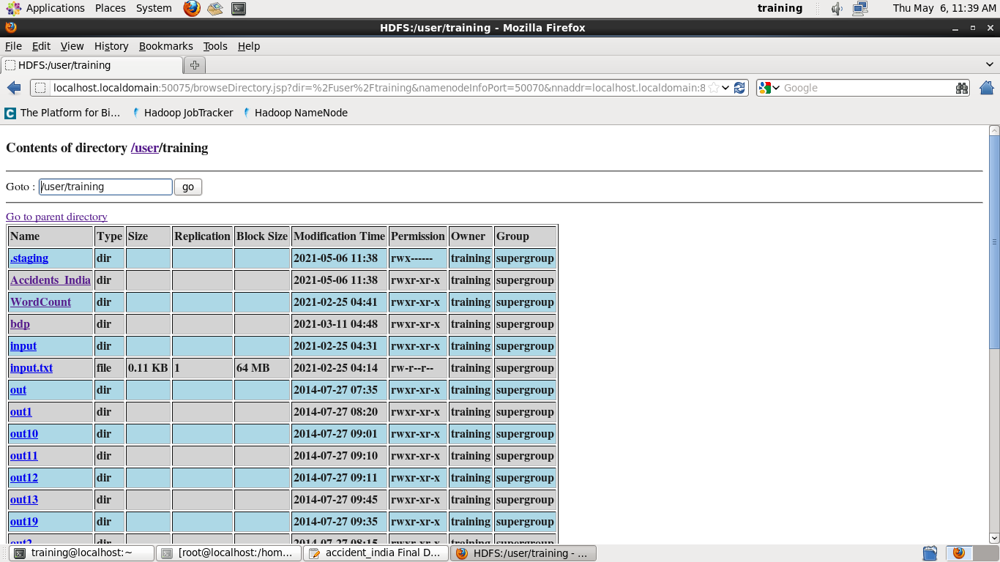 Applications Places System training Thu May 6, 11:39 AM
HDFS:/user/training - Mozilla Firefox
File Edit View History Bookmarks Tools Help
HDFS:/user/training
localhost.localdomain:50075/browseDirectory.jsp?dir=%2Fuser%2Ftraining&namenodeInfoPort=50070&nnaddr=localhost.localdomain:8 Google
The Platform for Bi... Hadoop JobTracker Hadoop NameNode
Contents of directory /user/training
Goto : /user/training go
Go to parent directory
Name Type Size Replication Block Size Modification Time Permission Owner Group
.staging dir 2021-05-06 11:38 rwx------ training supergroup
Accidents_India dir 2021-05-06 11:38 rwxr-xr-x training supergroup
WordCount dir 2021-02-25 04:41 rwxr-xr-x training supergroup
bdp dir 2021-03-11 04:48 rwxr-xr-x training supergroup
input dir 2021-02-25 04:31 rwxr-xr-x training supergroup
input.txt file 0.11 KB 1 64 MB 2021-02-25 04:14 rw-r--r-- training supergroup
out dir 2014-07-27 07:35 rwxr-xr-x training supergroup
out1 dir 2014-07-27 08:20 rwxr-xr-x training supergroup
out10 dir 2014-07-27 09:01 rwxr-xr-x training supergroup
out11 dir 2014-07-27 09:10 rwxr-xr-x training supergroup
out12 dir 2014-07-27 09:11 rwxr-xr-x training supergroup
out13 dir 2014-07-27 09:45 rwxr-xr-x training supergroup
out19 dir 2014-07-27 09:35 rwxr-xr-x training supergroup
out2 dir 2014-07-27 08:15 rwxr-xr-x training supergroup
training@localhost:~ [root@localhost:/hom... accident_india Final D... HDFS:/user/training - ...